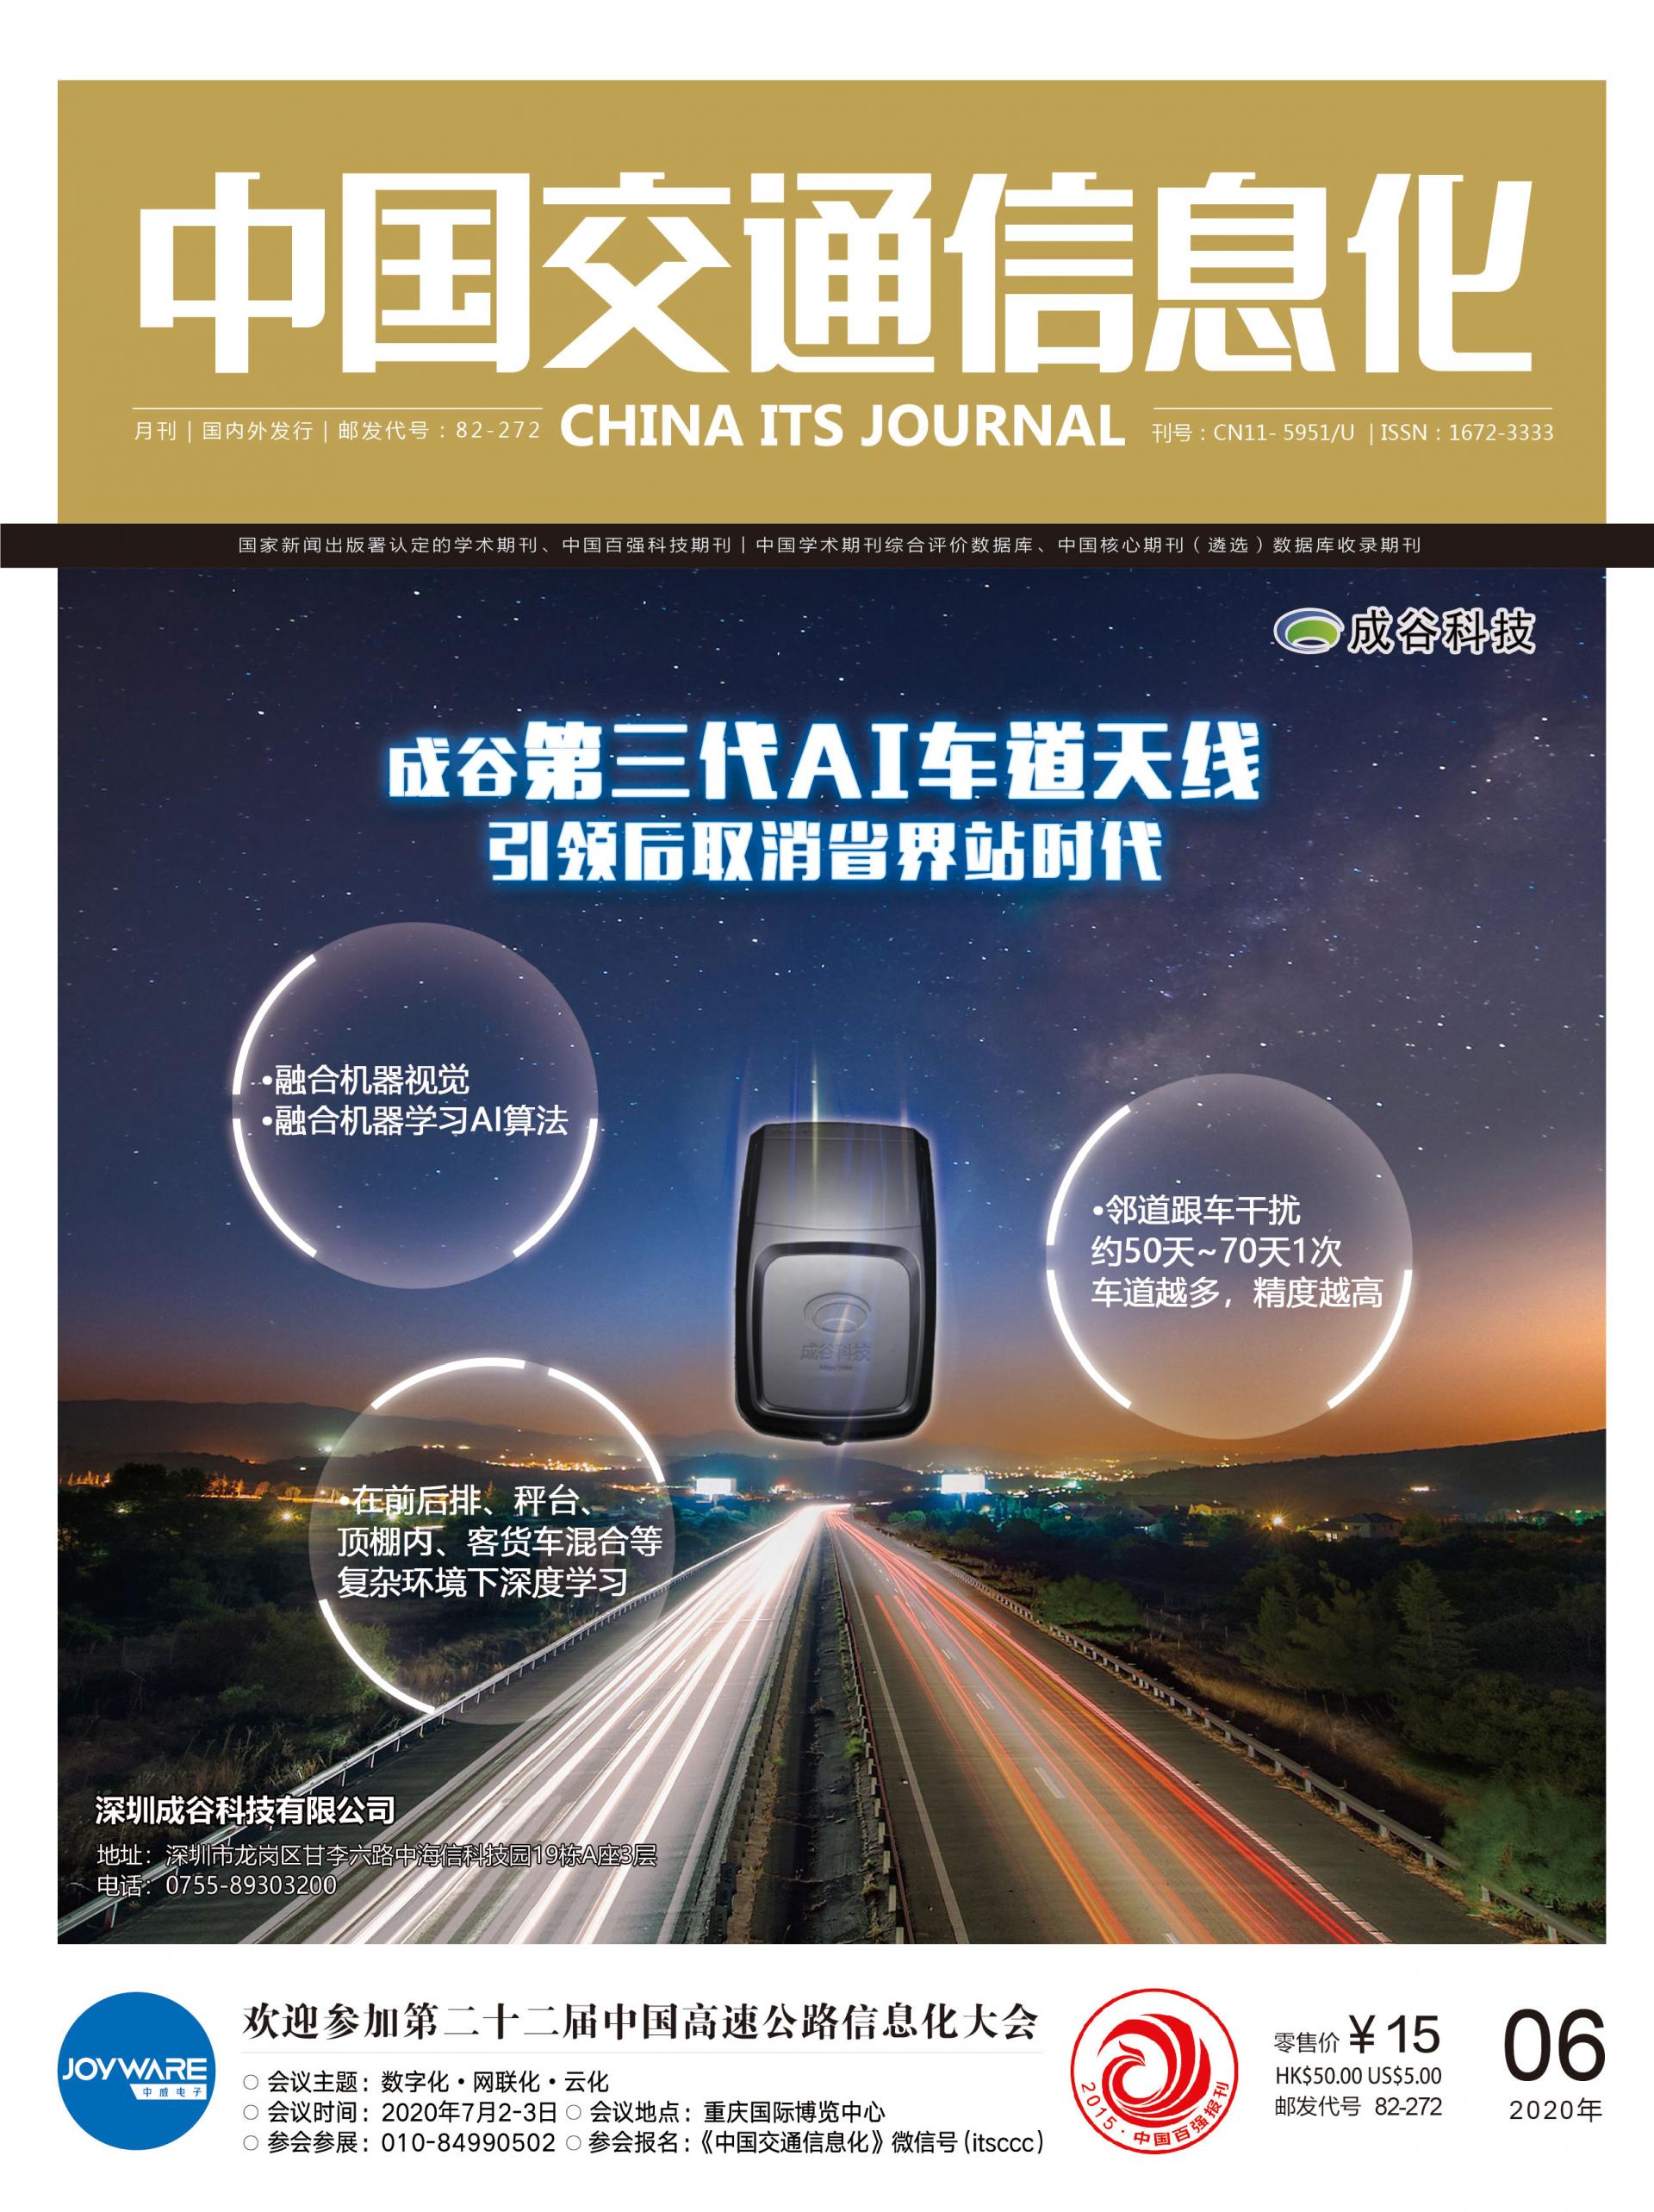 中国交通信息化
月刊 | 国内外发行 | 邮发代号：82-272
CHINA ITS JOURNAL
刊号：CN11- 5951/U | ISSN：1672-3333
国家新闻出版署认定的学术期刊、中国百强科技期刊 | 中国学术期刊综合评价数据库、中国核心期刊（遴选）数据库收录期刊
成谷科技
成谷第三代AI车道天线
引领后取消省界站时代
•融合机器视觉
•融合机器学习AI算法
•邻道跟车干扰
约50天~70天1次
车道越多，精度越高
成谷科技
•在前后排、秤台、
顶棚内、客货车混合等
复杂环境下深度学习
深圳成谷科技有限公司
地址：深圳市龙岗区甘李六路中海信科技园19栋A座3层
电话：0755-89303200
JOYWARE
中威电子
欢迎参加第二十二届中国高速公路信息化大会
○ 会议主题：数字化·网联化·云化
○ 会议时间：2020年7月2-3日 ○ 会议地点：重庆国际博览中心
○ 参会参展：010-84990502 ○ 参会报名：《中国交通信息化》微信号（itsccc）
2015·中国百强报刊
零售价 ¥15
HK$50.00 US$5.00
邮发代号 82-272
06
2020年